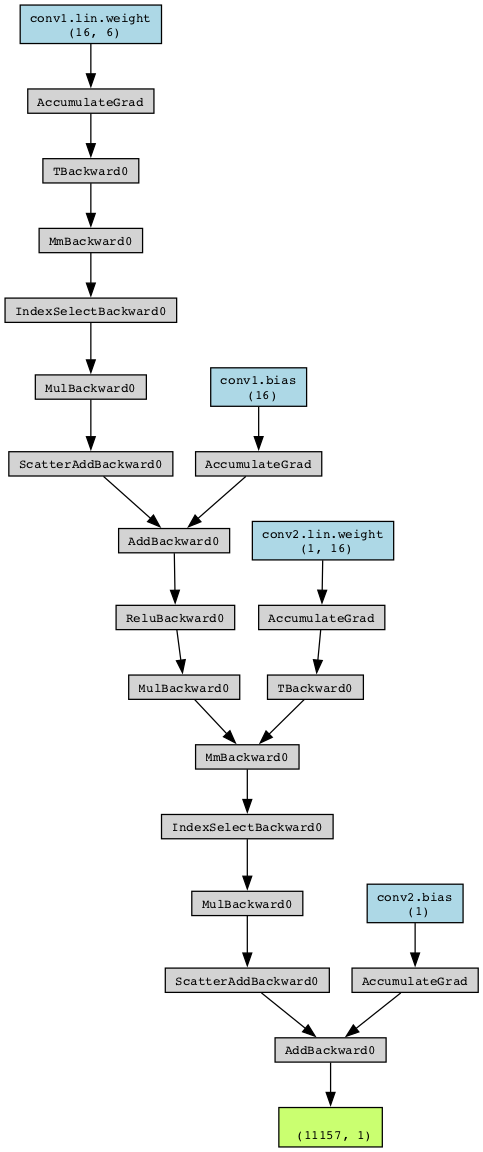 conv1.lin.weight
(16, 6)
AccumulateGrad
TBackward0
MmBackward0
IndexSelectBackward0
MulBackward0
conv1.bias
(16)
ScatterAddBackward0
AccumulateGrad
AddBackward0
conv2.lin.weight
(1, 16)
ReluBackward0
AccumulateGrad
MulBackward0
TBackward0
MmBackward0
IndexSelectBackward0
MulBackward0
conv2.bias
(1)
ScatterAddBackward0
AccumulateGrad
AddBackward0
(11157, 1)